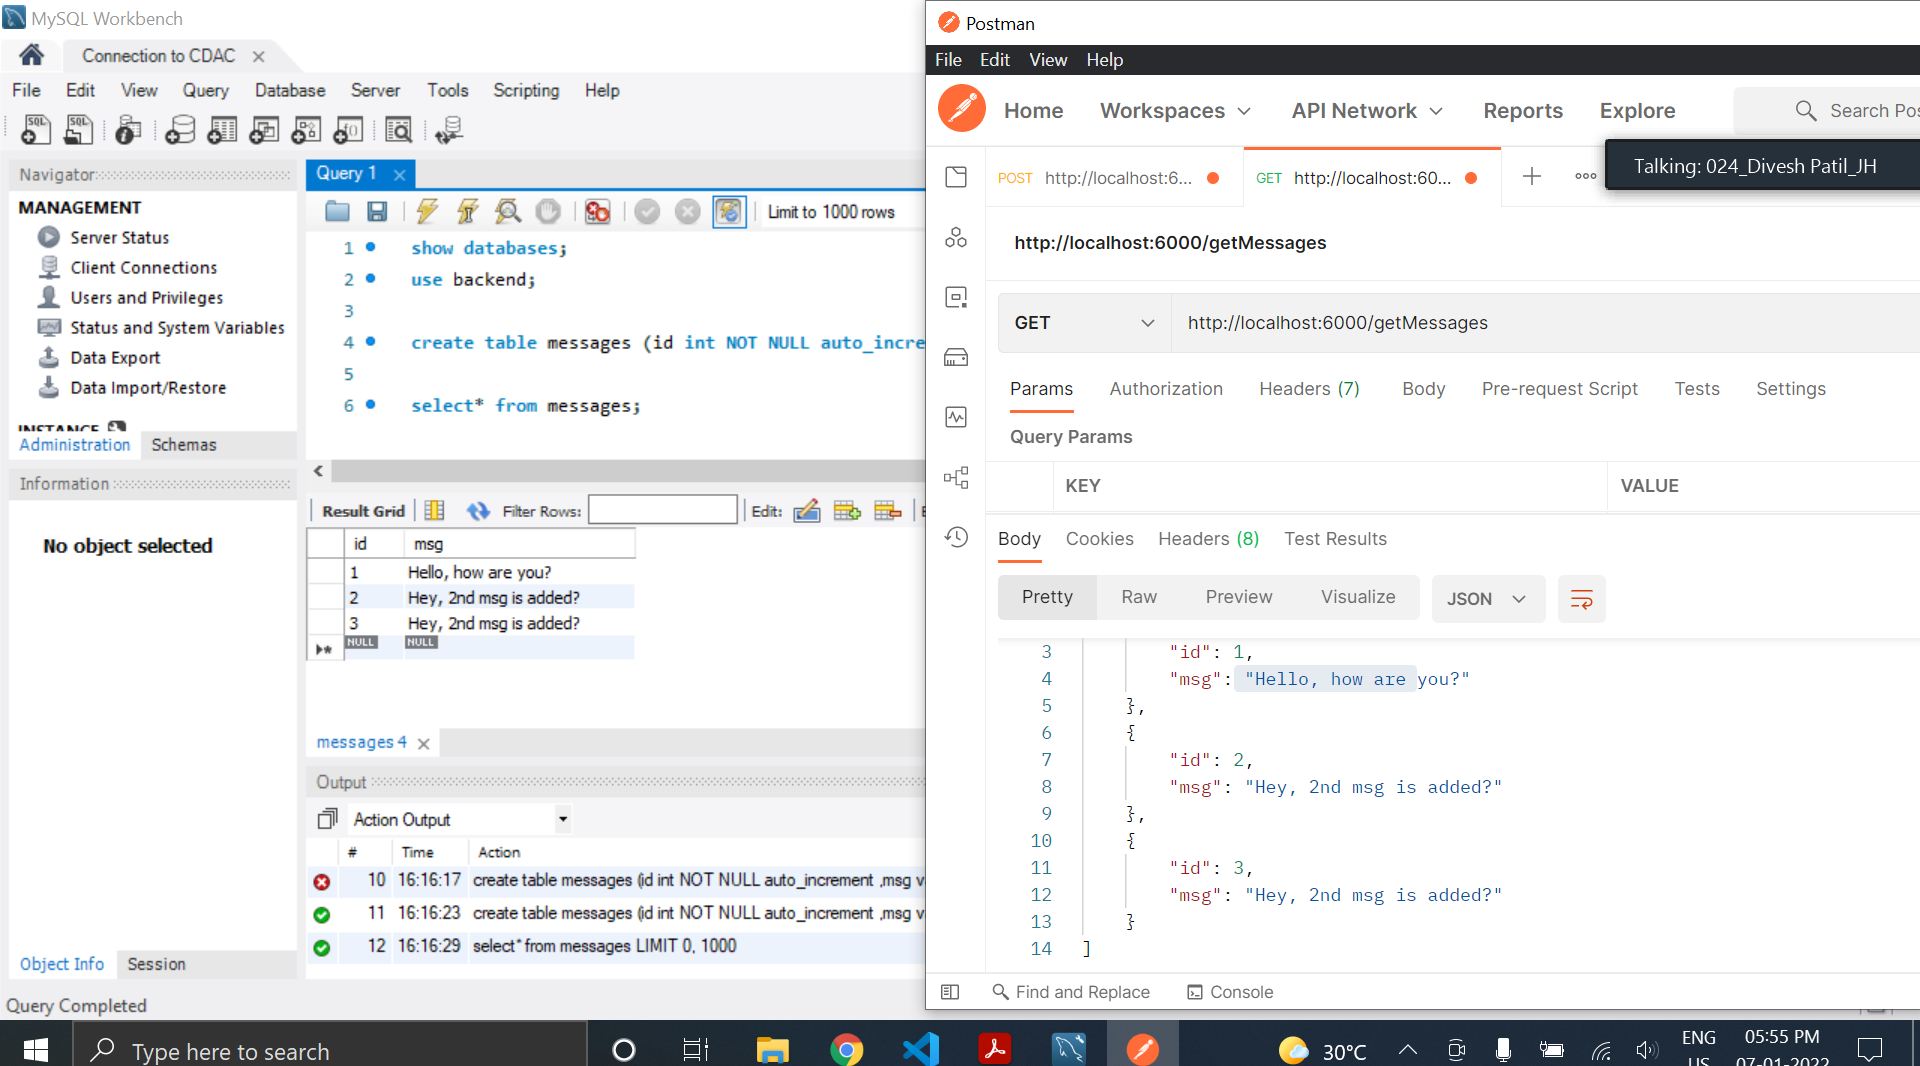 MySQL Workbench
Connection to CDAC
File Edit View Query Database Server Tools Scripting Help
Navigator
MANAGEMENT
Server Status
Client Connections
Users and Privileges
Status and System Variables
Data Export
Data Import/Restore
INSTANCE
Administration Schemas
Information
No object selected
Object Info Session
Query Completed
Query 1
Limit to 1000 rows
1 show databases;
2 use backend;
3
4 create table messages (id int NOT NULL auto_incre
5
6 select* from messages;
Result Grid Filter Rows: Edit:
id msg
1 Hello, how are you?
2 Hey, 2nd msg is added?
3 Hey, 2nd msg is added?
NULL NULL
messages 4
Output
Action Output
# Time Action
10 16:16:17 create table messages (id int NOT NULL auto_increment ,msg va
11 16:16:23 create table messages (id int NOT NULL auto_increment ,msg va
12 16:16:29 select* from messages LIMIT 0, 1000
Postman
File Edit View Help
Home Workspaces API Network Reports Explore Search Pos
Talking: 024_Divesh Patil_JH
POST http://localhost:6... GET http://localhost:60...
http://localhost:6000/getMessages
GET http://localhost:6000/getMessages
Params Authorization Headers (7) Body Pre-request Script Tests Settings
Query Params
KEY VALUE
Body Cookies Headers (8) Test Results
Pretty Raw Preview Visualize JSON
3 "id": 1,
4 "msg": "Hello, how are you?"
5 },
6 {
7 "id": 2,
8 "msg": "Hey, 2nd msg is added?"
9 },
10 {
11 "id": 3,
12 "msg": "Hey, 2nd msg is added?"
13 }
14 ]
Find and Replace Console
Type here to search
30°C
ENG
US
05:55 PM
07-01-2022